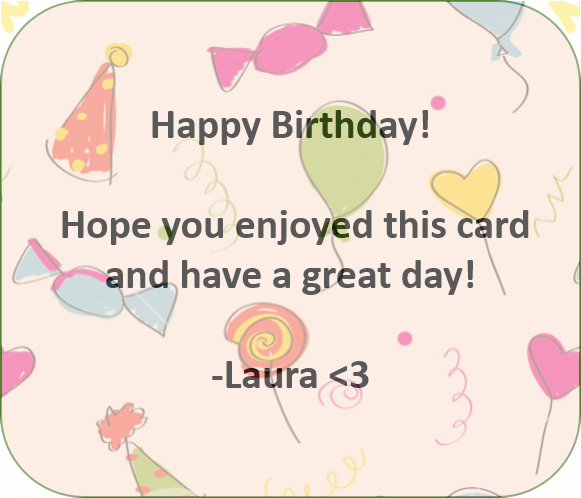 Happy Birthday!
Hope you enjoyed this card
and have a great day!
-Laura <3